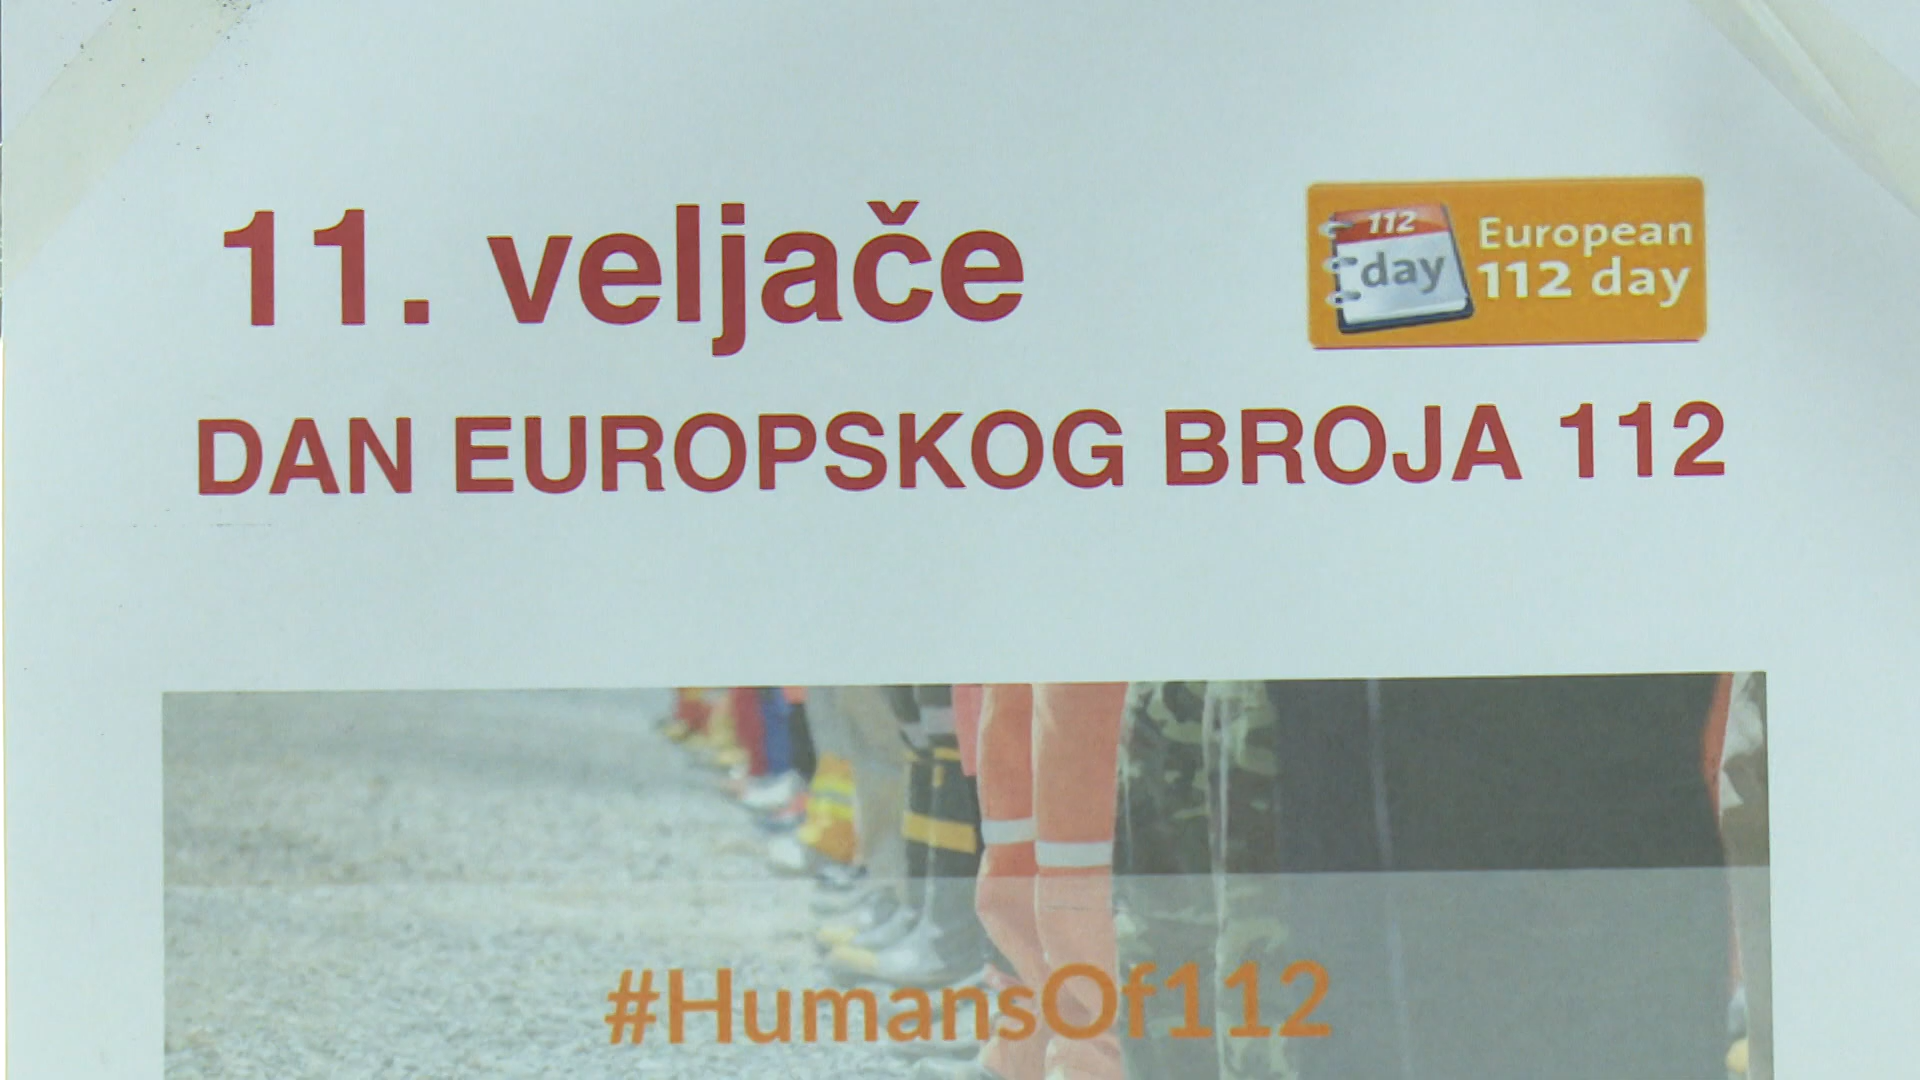 11. veljače
112
day
European
112 day
DAN EUROPSKOG BROJA 112
#HumansOf112